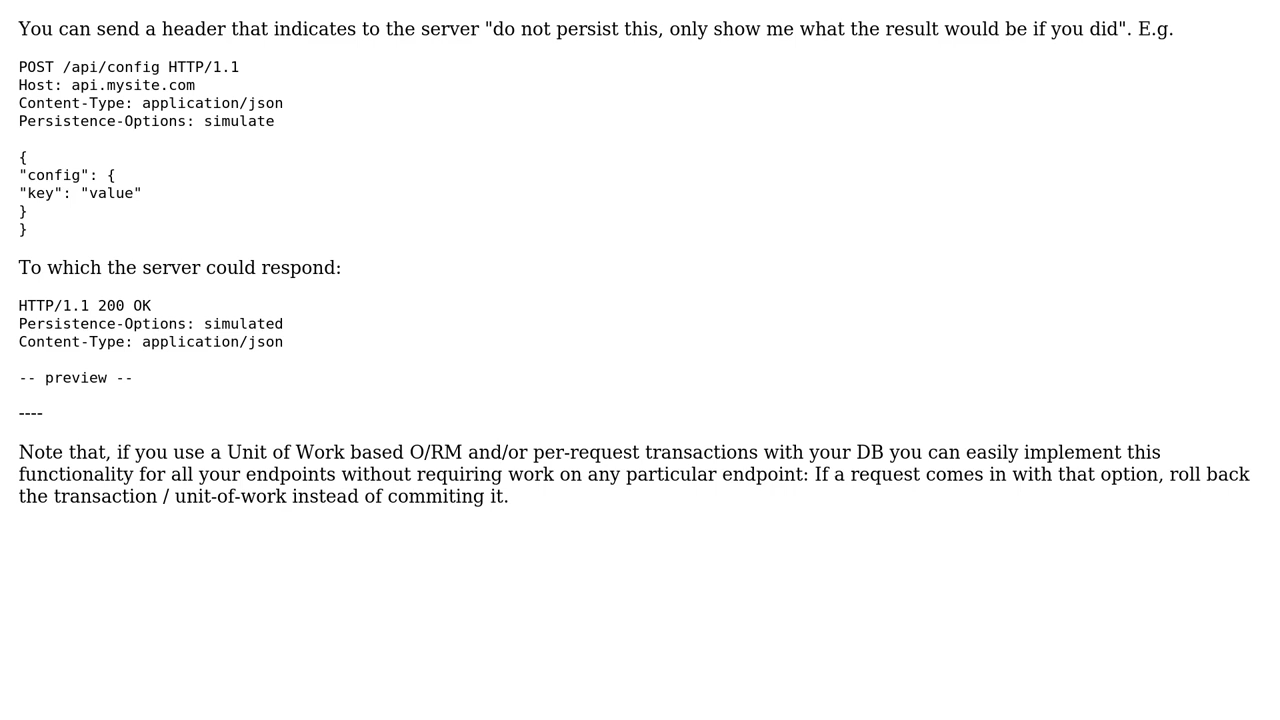 You can send a header that indicates to the server "do not persist this, only show me what the result would be if you did". E.g.
POST /api/config HTTP/1.1
Host: api.mysite.com
Content-Type: application/json
Persistence-Options: simulate
{
"config": {
"key": "value"
}
}
To which the server could respond:
HTTP/1.1 200 OK
Persistence-Options: simulated
Content-Type: application/json
-- preview --
----
Note that, if you use a Unit of Work based O/RM and/or per-request transactions with your DB you can easily implement this
functionality for all your endpoints without requiring work on any particular endpoint: If a request comes in with that option, roll back
the transaction / unit-of-work instead of commiting it.